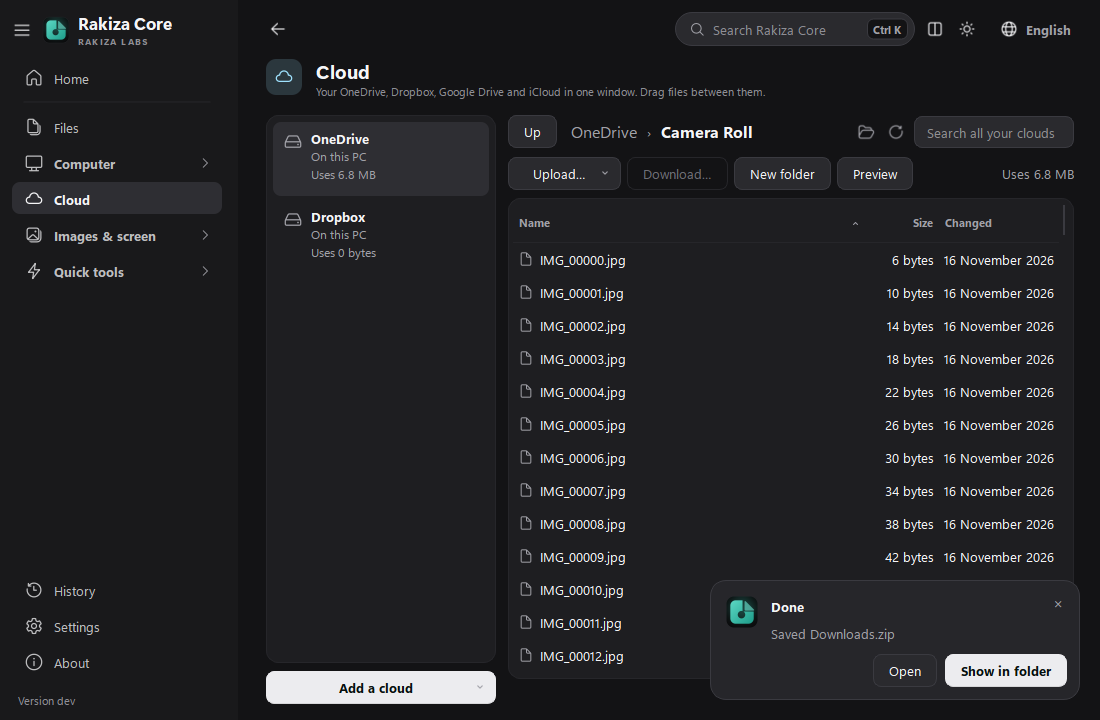 Rakiza Core
RAKIZA LABS
Home
Files
Computer
Cloud
Images & screen
Quick tools
History
Settings
About
Version dev
Search Rakiza Core
Ctrl K
English
Cloud
Your OneDrive, Dropbox, Google Drive and iCloud in one window. Drag files between them.
OneDrive
On this PC
Uses 6.8 MB
Dropbox
On this PC
Uses 0 bytes
Add a cloud
Up
OneDrive › Camera Roll
Search all your clouds
Upload...
Download...
New folder
Preview
Uses 6.8 MB
Name Size Changed
IMG_00000.jpg 6 bytes 16 November 2026
IMG_00001.jpg 10 bytes 16 November 2026
IMG_00002.jpg 14 bytes 16 November 2026
IMG_00003.jpg 18 bytes 16 November 2026
IMG_00004.jpg 22 bytes 16 November 2026
IMG_00005.jpg 26 bytes 16 November 2026
IMG_00006.jpg 30 bytes 16 November 2026
IMG_00007.jpg 34 bytes 16 November 2026
IMG_00008.jpg 38 bytes 16 November 2026
IMG_00009.jpg 42 bytes 16 November 2026
IMG_00010.jpg
IMG_00011.jpg
IMG_00012.jpg
Done
Saved Downloads.zip
Open
Show in folder